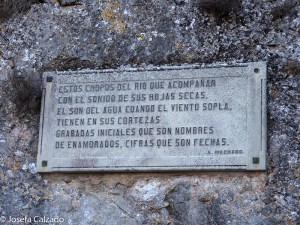 ESTOS CHOPOS DEL RIO QUE ACOMPAÑAN
CON EL SONIDO DE SUS HOJAS SECAS.
EL SON DEL AGUA CUANDO EL VIENTO SOPLA,
TIENEN EN SUS CORTEZAS
GRABADAS INICIALES QUE SON NOMBRES
DE ENAMORADOS, CIFRAS QUE SON FECHAS.
A. MACHADO.
Josefa Calzado